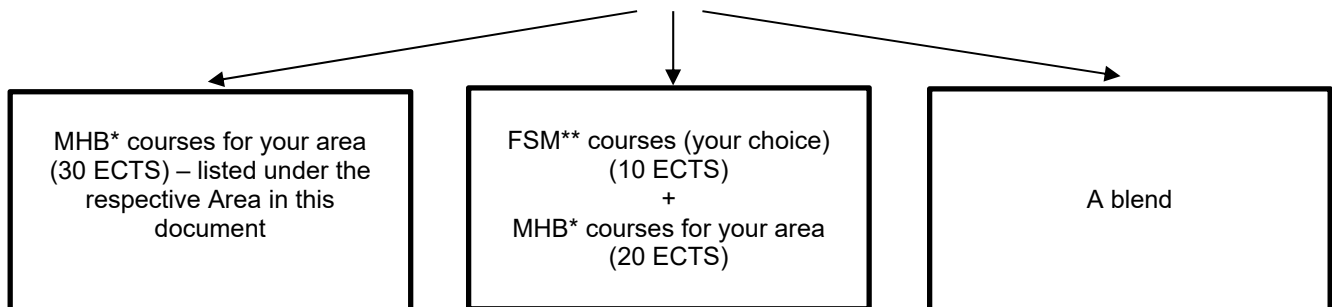 MHB* courses for your area
(30 ECTS) – listed under the
respective Area in this
document
FSM** courses (your choice)
(10 ECTS)
+
MHB* courses for your area
(20 ECTS)
A blend